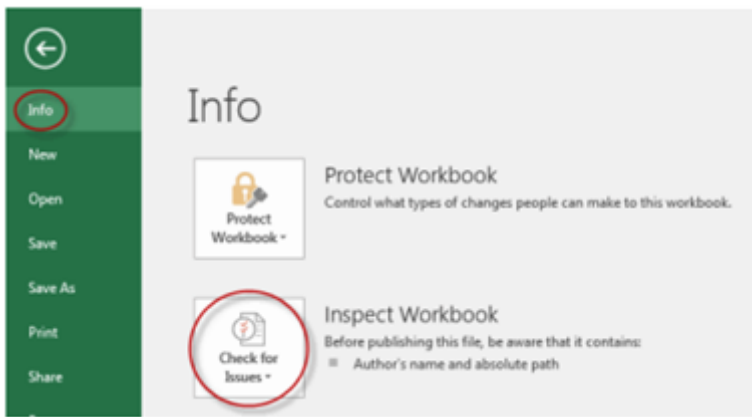 Info
Info
New
Open
Save
Save As
Print
Share
Protect
Workbook
Protect Workbook
Control what types of changes people can make to this workbook.
Check for
Issues
Inspect Workbook
Before publishing this file, be aware that it contains:
Author's name and absolute path